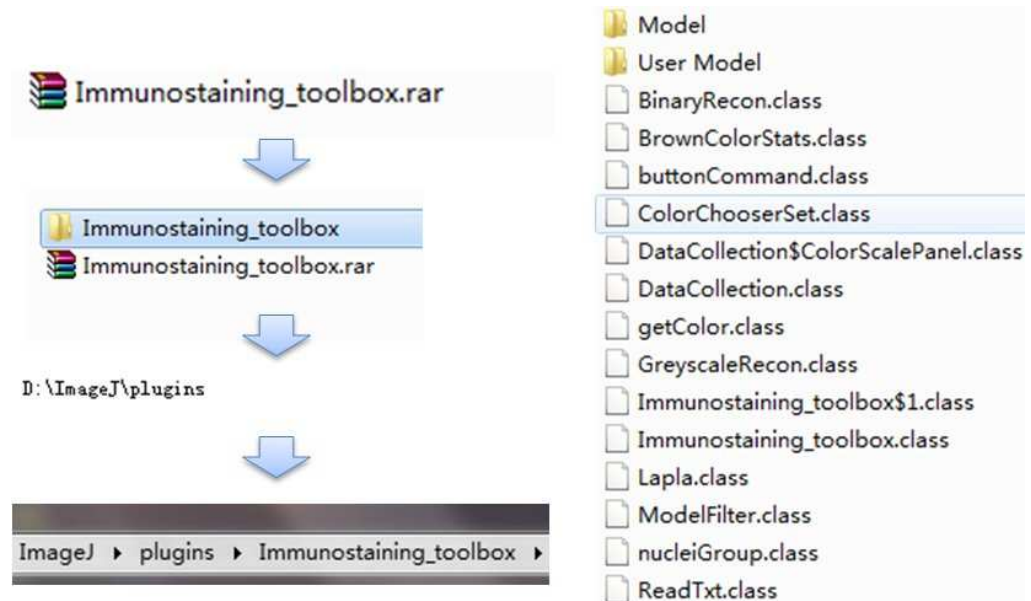 Immunostaining_toolbox.rar
Immunostaining_toolbox
Immunostaining_toolbox.rar
D:\ImageJ\plugins
ImageJ ▸ plugins ▸ Immunostaining_toolbox ▸
Model
User Model
BinaryRecon.class
BrownColorStats.class
buttonCommand.class
ColorChooserSet.class
DataCollection$ColorScalePanel.class
DataCollection.class
getColor.class
GreyscaleRecon.class
Immunostaining_toolbox$1.class
Immunostaining_toolbox.class
Lapla.class
ModelFilter.class
nucleiGroup.class
ReadTxt.class